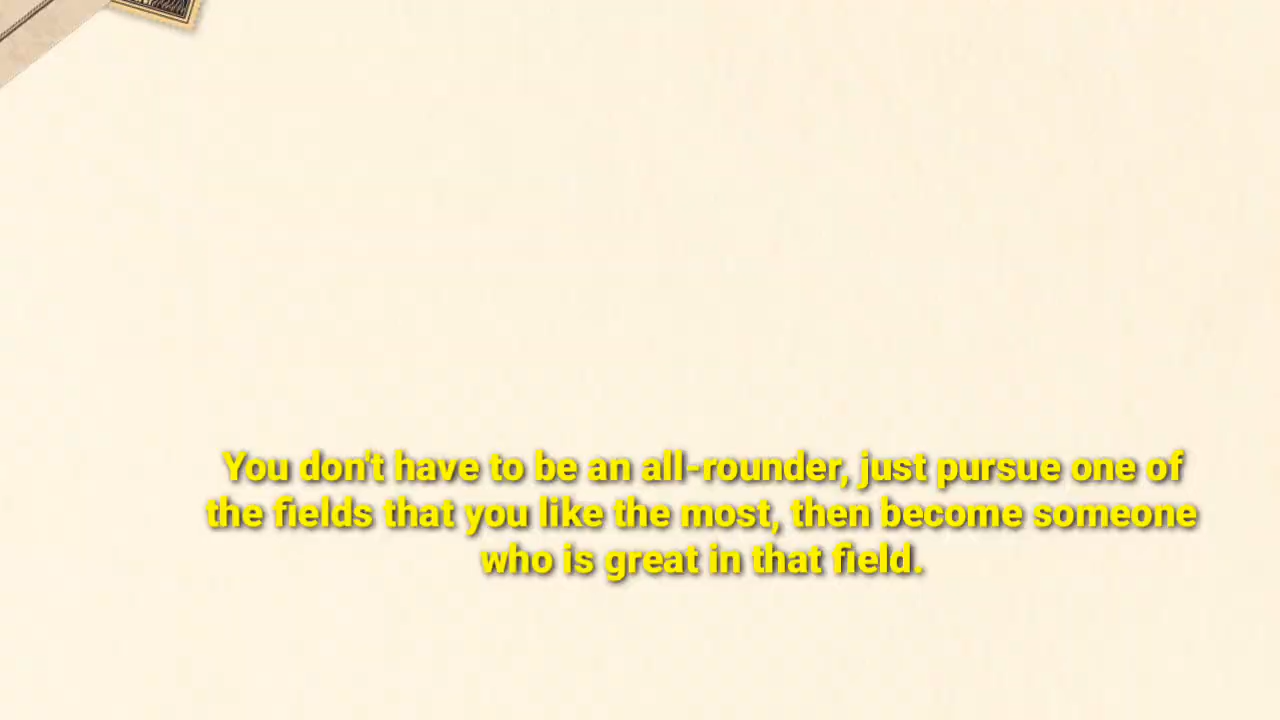 You don't have to be an all-rounder, just pursue one of
the fields that you like the most, then become someone
who is great in that field.